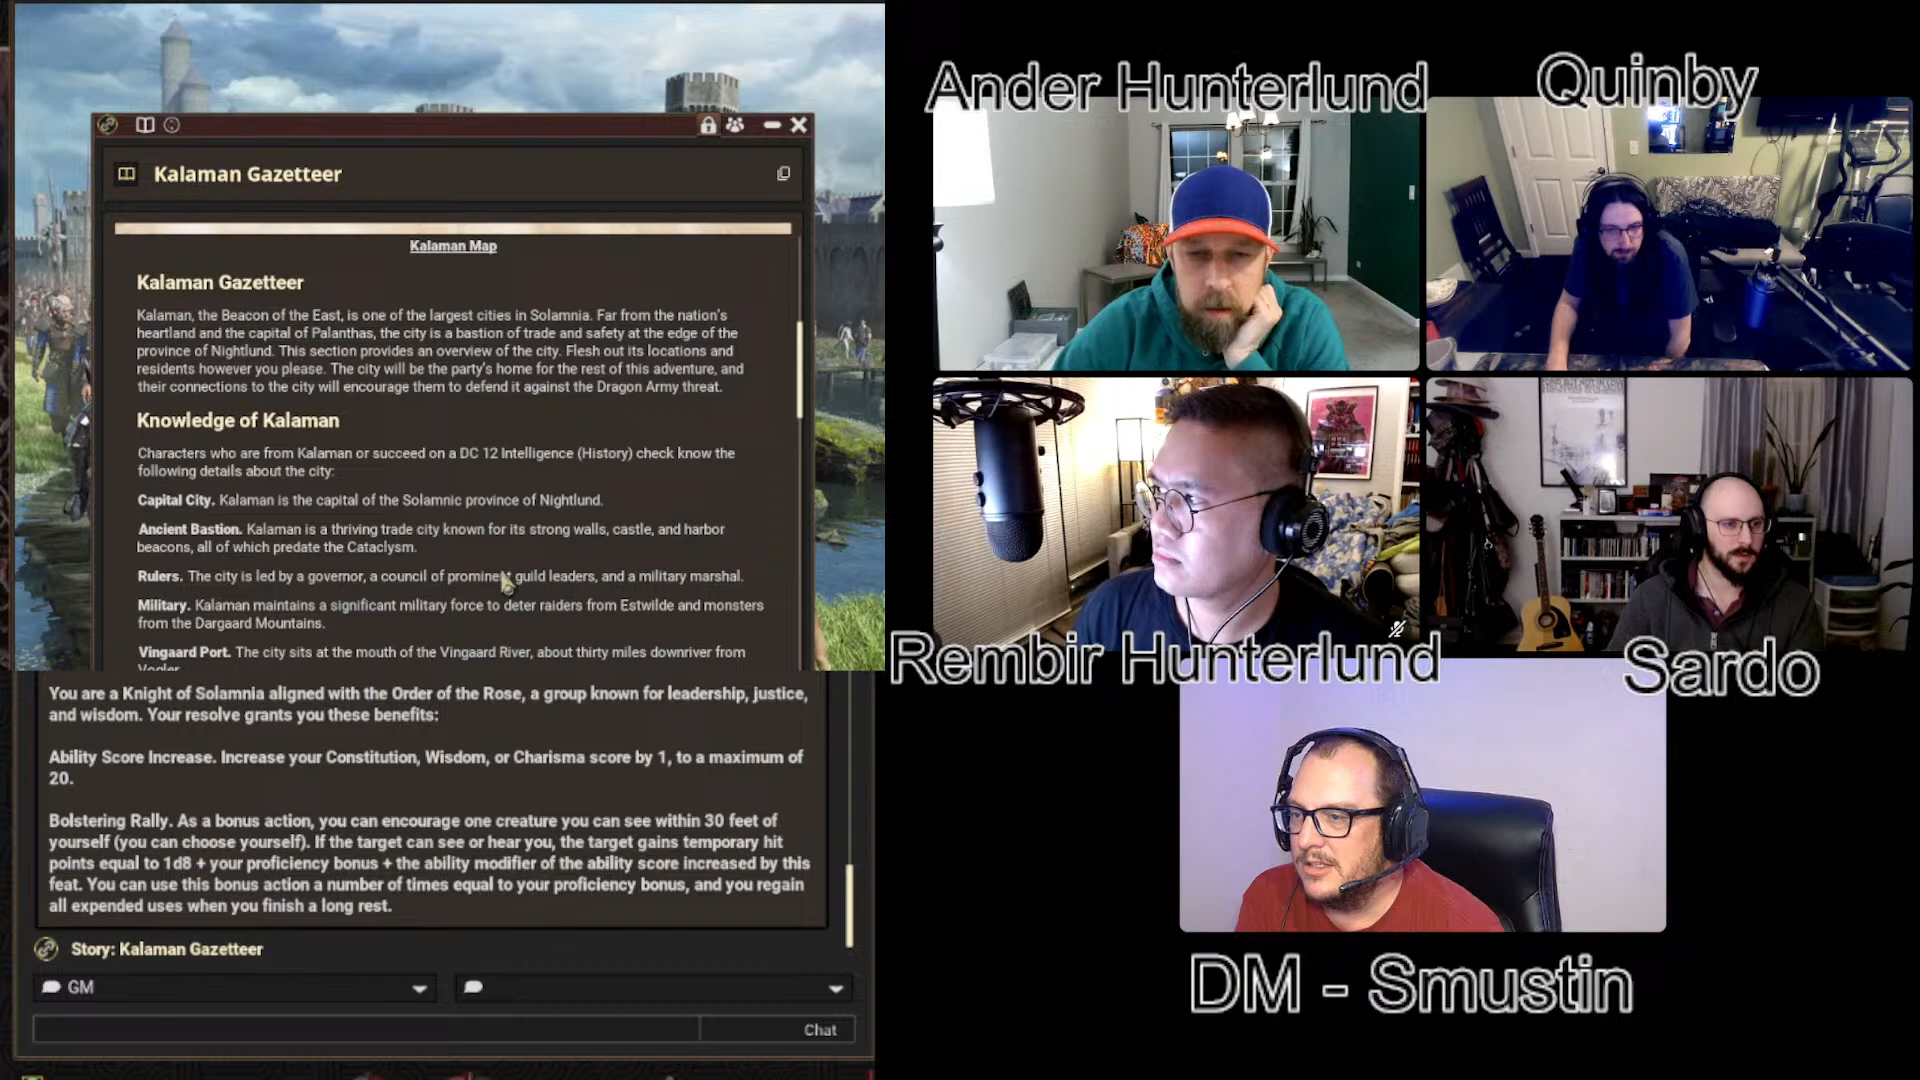 Kalaman Gazetteer
Kalaman Map
Kalaman Gazetteer
Kalaman, the Beacon of the East, is one of the largest cities in Solamnia. Far from the nation's
heartland and the capital of Palanthas, the city is a bastion of trade and safety at the edge of the
province of Nightlund. This section provides an overview of the city. Flesh out its locations and
residents however you please. The city will be the party's home for the rest of this adventure, and
their connections to the city will encourage them to defend it against the Dragon Army threat.
Knowledge of Kalaman
Characters who are from Kalaman or succeed on a DC 12 Intelligence (History) check know the
following details about the city:
Capital City. Kalaman is the capital of the Solamnic province of Nightlund.
Ancient Bastion. Kalaman is a thriving trade city known for its strong walls, castle, and harbor
beacons, all of which predate the Cataclysm.
Rulers. The city is led by a governor, a council of prominent guild leaders, and a military marshal.
Military. Kalaman maintains a significant military force to deter raiders from Estwilde and monsters
from the Dargaard Mountains.
Vingaard Port. The city sits at the mouth of the Vingaard River, about thirty miles downriver from
Vogler
You are a Knight of Solamnia aligned with the Order of the Rose, a group known for leadership, justice,
and wisdom. Your resolve grants you these benefits:
Ability Score Increase. Increase your Constitution, Wisdom, or Charisma score by 1, to a maximum of
20.
Bolstering Rally. As a bonus action, you can encourage one creature you can see within 30 feet of
yourself (you can choose yourself). If the target can see or hear you, the target gains temporary hit
points equal to 1d8 + your proficiency bonus + the ability modifier of the ability score increased by this
feat. You can use this bonus action a number of times equal to your proficiency bonus, and you regain
all expended uses when you finish a long rest.
Story: Kalaman Gazetteer
GM
Chat
Ander Hunterlund
Quinby
Rembir Hunterlund
Sardo
DM - Smustin